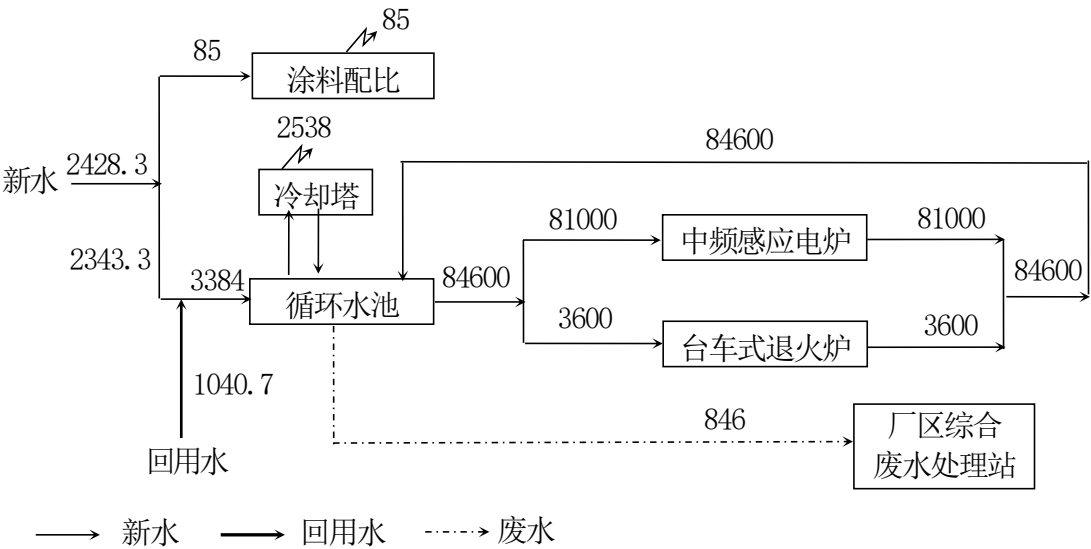 85
85
涂料配比
2538
新水
2428.3
冷却塔
84600
81000
中频感应电炉
81000
2343.3
3384
循环水池
84600
84600
3600
台车式退火炉
3600
1040.7
回用水
846
厂区综合
废水处理站
新水
回用水
废水